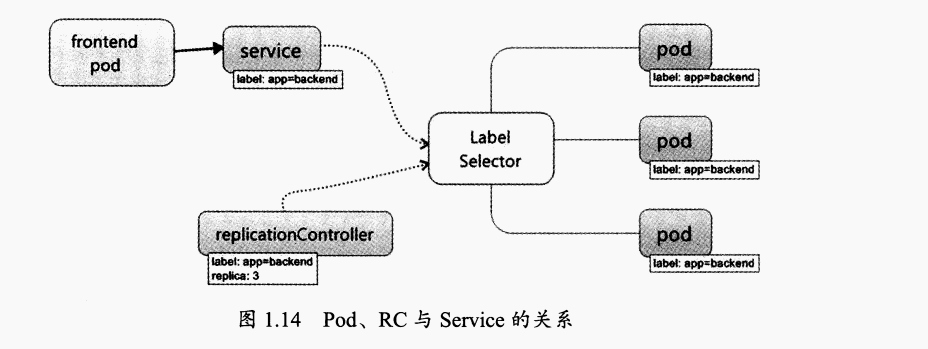 frontend
pod
service
label: app=backend
Label
Selector
replicationController
label: app=backend
replica: 3
pod
label: app=backend
pod
label: app=backend
pod
label: app=backend
图 1.14 Pod、RC 与 Service 的关系